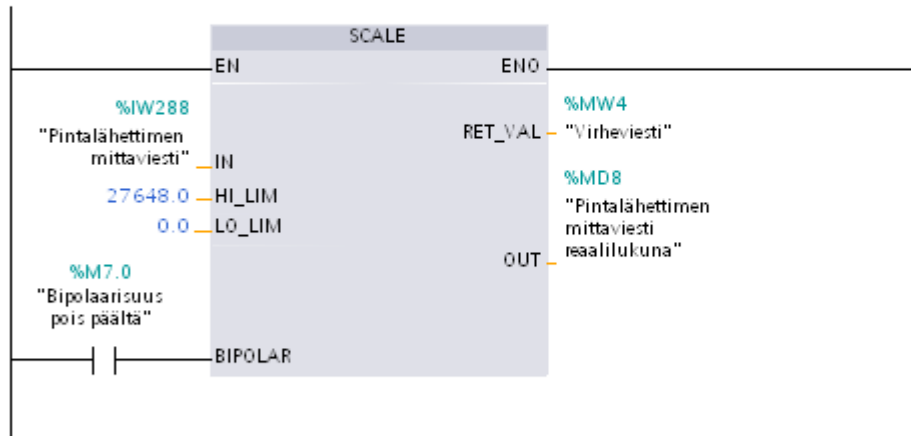 SCALE
EN ENO
%IW288
"Pintalähettimen
mittaviesti" IN
27648.0 HI_LIM
0.0 LO_LIM
%MW4
RET_VAL "Virheviesti"
%MD8
"Pintalähettimen
mittaviesti
reaalilukuna"
OUT
%M7.0
"Bipolaarisuus
pois päältä"
BIPOLAR